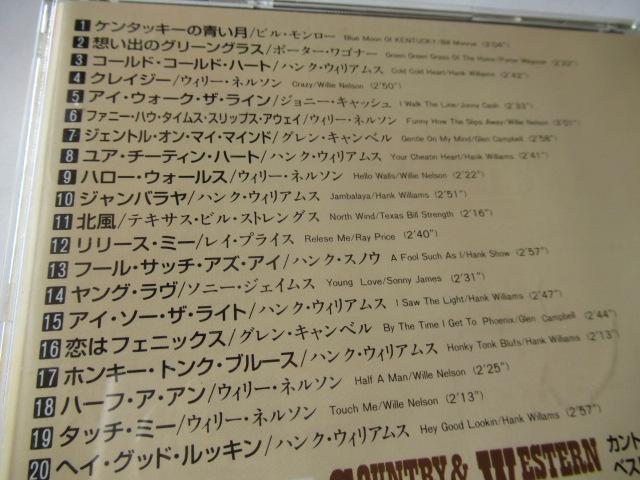 1 ケンタッキーの青い月/ビル・モンロー Blue Moon Of KENTUCKY/Bill Monroe (3'04")
2 想い出のグリーングラス/ポーター・ワゴナー Green Green Grass Of The Home/Porter Wagoner (2'22")
3 コールド・コールド・ハート/ハンク・ウィリアムス Cold Cold Heart/Hank Williams (2'42")
4 クレイジー/ウィリー・ネルソン Crazy/Willie Nelson (2'50")
5 アイ・ウォーク・ザ・ライン/ジョニー・キャッシュ I Walk The Line/Jonny Cash (2'33")
6 ファニー・ハウ・タイムス・スリップス・アウェイ/ウィリー・ネルソン Funny How The Slips Away/Willie Nelson (3'01")
7 ジェントル・オン・マイ・マインド/グレン・キャンベル Gentle On My Mind/Glen Campbell (2'58")
8 ユア・チーティン・ハート/ハンク・ウィリアムス Your Cheatin Heart/Hank Williams (2'41")
9 ハロー・ウォールス/ウィリー・ネルソン Hello Walls/Willie Nelson (2'22")
10 ジャンバラヤ/ハンク・ウィリアムス Jambalaya/Hank Williams (2'51")
11 北風/テキサス・ビル・ストレングス North Wind/Texas Bill Strength (2'16")
12 リリース・ミー/レイ・プライス Relese Me/Ray Price (2'40")
13 フール・サッチ・アズ・アイ/ハンク・スノウ A Fool Such As I/Hank Show (2'57")
14 ヤング・ラヴ/ソニー・ジェイムス Young Love/Sonny James (2'31")
15 アイ・ソー・ザ・ライト/ハンク・ウィリアムス I Saw The Light/Hank Williams (2'47")
16 恋はフェニックス/グレン・キャンベル By The Time I Get To Phoenix/Glen Campbell (2'44")
17 ホンキー・トンク・ブルース/ハンク・ウィリアムス Honky Tonk Blufs/Hank Williams (2'13")
18 ハーフ・ア・アン/ウィリー・ネルソン Half A Man/Wille Nelson (2'25")
19 タッチ・ミー/ウィリー・ネルソン Touch Me/Wille Nelson (2'13")
20 ヘイ・グッド・ルッキン/ハンク・ウィリアムス Hey Good Lookin/Hank Willams (2'57")
COUNTRY & WESTERN
カント
ベス